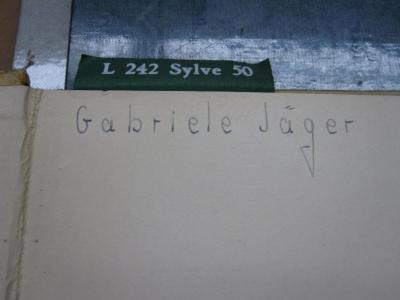 L 242 Sylve 50
Gabriele Jäger